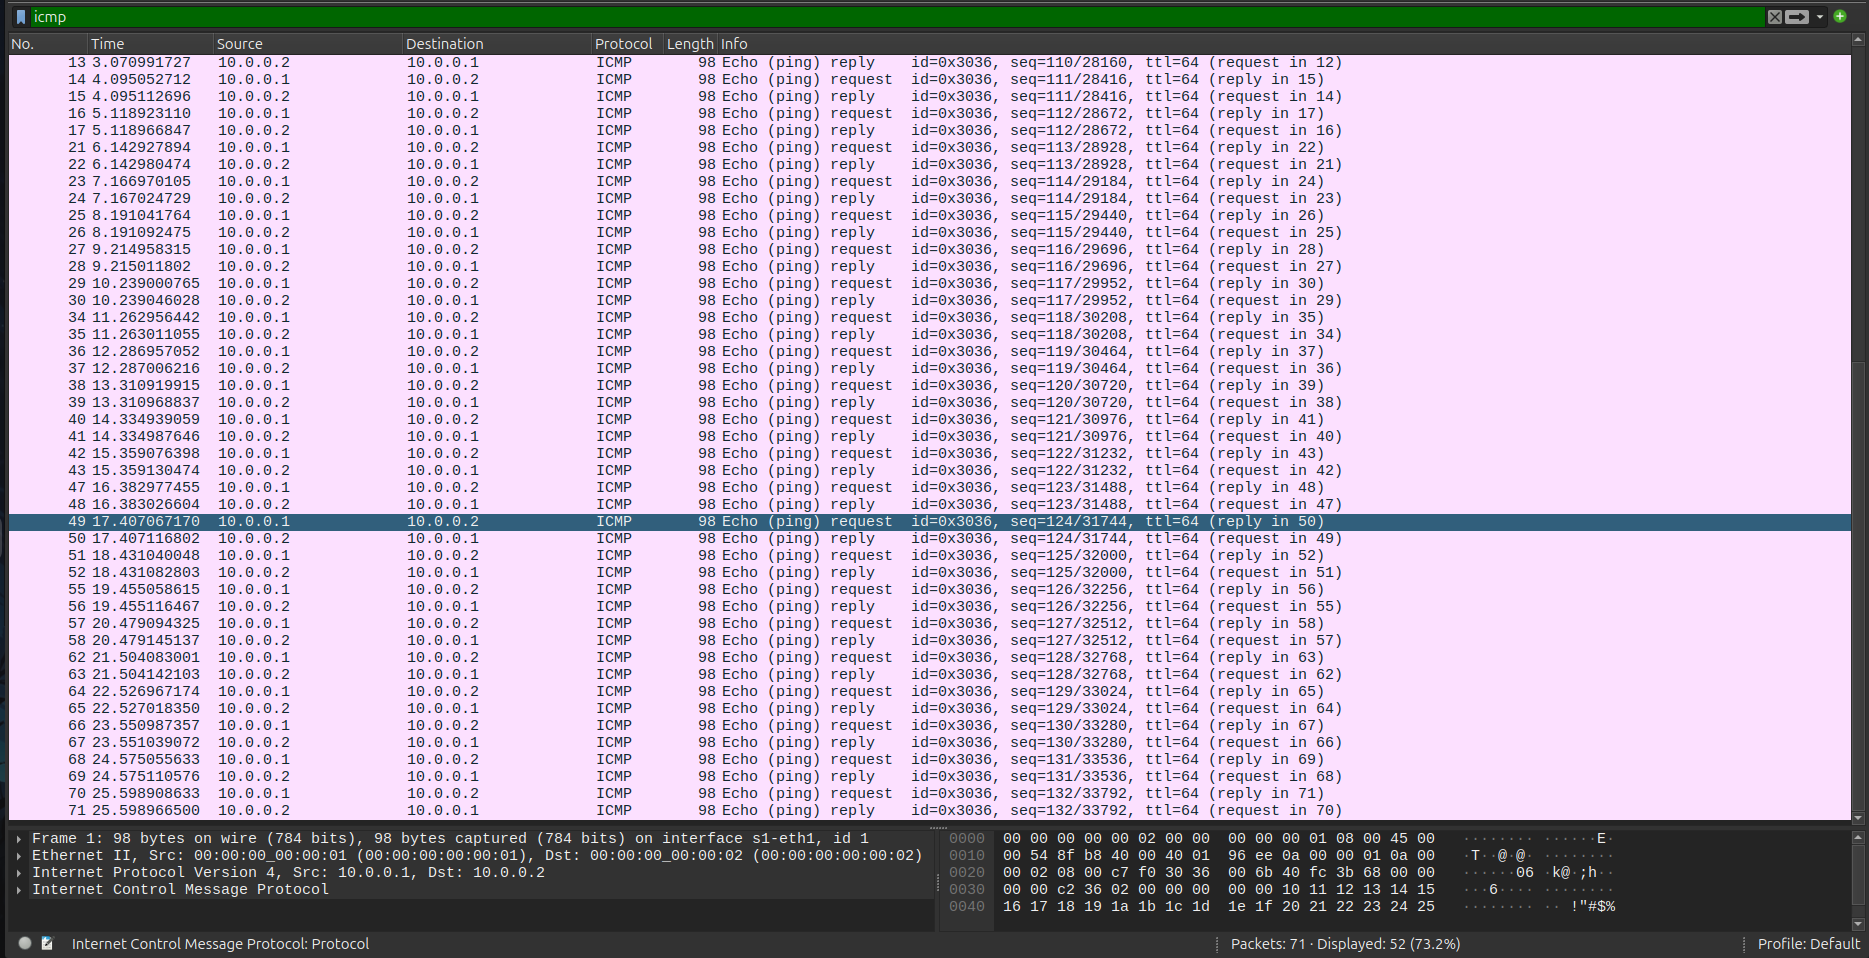 icmp
No. Time Source Destination Protocol Length Info
13 3.070991727 10.0.0.2 10.0.0.1 ICMP 98 Echo (ping) reply id=0x3036, seq=110/28160, ttl=64 (request in 12)
14 4.095052712 10.0.0.1 10.0.0.2 ICMP 98 Echo (ping) request id=0x3036, seq=111/28416, ttl=64 (reply in 15)
15 4.095112696 10.0.0.2 10.0.0.1 ICMP 98 Echo (ping) reply id=0x3036, seq=111/28416, ttl=64 (request in 14)
16 5.118923110 10.0.0.1 10.0.0.2 ICMP 98 Echo (ping) request id=0x3036, seq=112/28672, ttl=64 (reply in 17)
17 5.118966847 10.0.0.2 10.0.0.1 ICMP 98 Echo (ping) reply id=0x3036, seq=112/28672, ttl=64 (request in 16)
21 6.142927894 10.0.0.1 10.0.0.2 ICMP 98 Echo (ping) request id=0x3036, seq=113/28928, ttl=64 (reply in 22)
22 6.142980474 10.0.0.2 10.0.0.1 ICMP 98 Echo (ping) reply id=0x3036, seq=113/28928, ttl=64 (request in 21)
23 7.166970105 10.0.0.1 10.0.0.2 ICMP 98 Echo (ping) request id=0x3036, seq=114/29184, ttl=64 (reply in 24)
24 7.167024729 10.0.0.2 10.0.0.1 ICMP 98 Echo (ping) reply id=0x3036, seq=114/29184, ttl=64 (request in 23)
25 8.191041764 10.0.0.1 10.0.0.2 ICMP 98 Echo (ping) request id=0x3036, seq=115/29440, ttl=64 (reply in 26)
26 8.191092475 10.0.0.2 10.0.0.1 ICMP 98 Echo (ping) reply id=0x3036, seq=115/29440, ttl=64 (request in 25)
27 9.214958315 10.0.0.1 10.0.0.2 ICMP 98 Echo (ping) request id=0x3036, seq=116/29696, ttl=64 (reply in 28)
28 9.215011802 10.0.0.2 10.0.0.1 ICMP 98 Echo (ping) reply id=0x3036, seq=116/29696, ttl=64 (request in 27)
29 10.239000765 10.0.0.1 10.0.0.2 ICMP 98 Echo (ping) request id=0x3036, seq=117/29952, ttl=64 (reply in 30)
30 10.239046028 10.0.0.2 10.0.0.1 ICMP 98 Echo (ping) reply id=0x3036, seq=117/29952, ttl=64 (request in 29)
34 11.262956442 10.0.0.1 10.0.0.2 ICMP 98 Echo (ping) request id=0x3036, seq=118/30208, ttl=64 (reply in 35)
35 11.263011055 10.0.0.2 10.0.0.1 ICMP 98 Echo (ping) reply id=0x3036, seq=118/30208, ttl=64 (request in 34)
36 12.286957052 10.0.0.1 10.0.0.2 ICMP 98 Echo (ping) request id=0x3036, seq=119/30464, ttl=64 (reply in 37)
37 12.287006216 10.0.0.2 10.0.0.1 ICMP 98 Echo (ping) reply id=0x3036, seq=119/30464, ttl=64 (request in 36)
38 13.310919915 10.0.0.1 10.0.0.2 ICMP 98 Echo (ping) request id=0x3036, seq=120/30720, ttl=64 (reply in 39)
39 13.310968837 10.0.0.2 10.0.0.1 ICMP 98 Echo (ping) reply id=0x3036, seq=120/30720, ttl=64 (request in 38)
40 14.334939059 10.0.0.1 10.0.0.2 ICMP 98 Echo (ping) request id=0x3036, seq=121/30976, ttl=64 (reply in 41)
41 14.334987646 10.0.0.2 10.0.0.1 ICMP 98 Echo (ping) reply id=0x3036, seq=121/30976, ttl=64 (request in 40)
42 15.359076398 10.0.0.1 10.0.0.2 ICMP 98 Echo (ping) request id=0x3036, seq=122/31232, ttl=64 (reply in 43)
43 15.359130474 10.0.0.2 10.0.0.1 ICMP 98 Echo (ping) reply id=0x3036, seq=122/31232, ttl=64 (request in 42)
47 16.382977455 10.0.0.1 10.0.0.2 ICMP 98 Echo (ping) request id=0x3036, seq=123/31488, ttl=64 (reply in 48)
48 16.383026604 10.0.0.2 10.0.0.1 ICMP 98 Echo (ping) reply id=0x3036, seq=123/31488, ttl=64 (request in 47)
49 17.407067170 10.0.0.1 10.0.0.2 ICMP 98 Echo (ping) request id=0x3036, seq=124/31744, ttl=64 (reply in 50)
50 17.407116802 10.0.0.2 10.0.0.1 ICMP 98 Echo (ping) reply id=0x3036, seq=124/31744, ttl=64 (request in 49)
51 18.431040048 10.0.0.1 10.0.0.2 ICMP 98 Echo (ping) request id=0x3036, seq=125/32000, ttl=64 (reply in 52)
52 18.431082803 10.0.0.2 10.0.0.1 ICMP 98 Echo (ping) reply id=0x3036, seq=125/32000, ttl=64 (request in 51)
55 19.455058615 10.0.0.1 10.0.0.2 ICMP 98 Echo (ping) request id=0x3036, seq=126/32256, ttl=64 (reply in 56)
56 19.455116467 10.0.0.2 10.0.0.1 ICMP 98 Echo (ping) reply id=0x3036, seq=126/32256, ttl=64 (request in 55)
57 20.479094325 10.0.0.1 10.0.0.2 ICMP 98 Echo (ping) request id=0x3036, seq=127/32512, ttl=64 (reply in 58)
58 20.479145137 10.0.0.2 10.0.0.1 ICMP 98 Echo (ping) reply id=0x3036, seq=127/32512, ttl=64 (request in 57)
62 21.504083001 10.0.0.1 10.0.0.2 ICMP 98 Echo (ping) request id=0x3036, seq=128/32768, ttl=64 (reply in 63)
63 21.504142103 10.0.0.2 10.0.0.1 ICMP 98 Echo (ping) reply id=0x3036, seq=128/32768, ttl=64 (request in 62)
64 22.526967174 10.0.0.1 10.0.0.2 ICMP 98 Echo (ping) request id=0x3036, seq=129/33024, ttl=64 (reply in 65)
65 22.527018350 10.0.0.2 10.0.0.1 ICMP 98 Echo (ping) reply id=0x3036, seq=129/33024, ttl=64 (request in 64)
66 23.550987357 10.0.0.1 10.0.0.2 ICMP 98 Echo (ping) request id=0x3036, seq=130/33280, ttl=64 (reply in 67)
67 23.551039072 10.0.0.2 10.0.0.1 ICMP 98 Echo (ping) reply id=0x3036, seq=130/33280, ttl=64 (request in 66)
68 24.575055633 10.0.0.1 10.0.0.2 ICMP 98 Echo (ping) request id=0x3036, seq=131/33536, ttl=64 (reply in 69)
69 24.575110576 10.0.0.2 10.0.0.1 ICMP 98 Echo (ping) reply id=0x3036, seq=131/33536, ttl=64 (request in 68)
70 25.598908633 10.0.0.1 10.0.0.2 ICMP 98 Echo (ping) request id=0x3036, seq=132/33792, ttl=64 (reply in 71)
71 25.598966500 10.0.0.2 10.0.0.1 ICMP 98 Echo (ping) reply id=0x3036, seq=132/33792, ttl=64 (request in 70)
Frame 1: 98 bytes on wire (784 bits), 98 bytes captured (784 bits) on interface s1-eth1, id 1
Ethernet II, Src: 00:00:00_00:00:01 (00:00:00:00:00:01), Dst: 00:00:00_00:00:02 (00:00:00:00:00:02)
Internet Protocol Version 4, Src: 10.0.0.1, Dst: 10.0.0.2
Internet Control Message Protocol
0000 00 00 00 00 00 02 00 00 00 00 00 01 08 00 45 00 ········ ······E·
0010 00 54 8f b8 40 00 40 01 96 ee 0a 00 00 01 0a 00 ·T··@·@· ········
0020 00 02 08 00 c7 f0 30 36 00 6b 40 fc 3b 68 00 00 ······06 ·k@·;h··
0030 00 00 c2 36 02 00 00 00 00 00 10 11 12 13 14 15 ···6···· ········
0040 16 17 18 19 1a 1b 1c 1d 1e 1f 20 21 22 23 24 25 ········ ·· !"#$%
Internet Control Message Protocol: Protocol
Packets: 71 · Displayed: 52 (73.2%)
Profile: Default